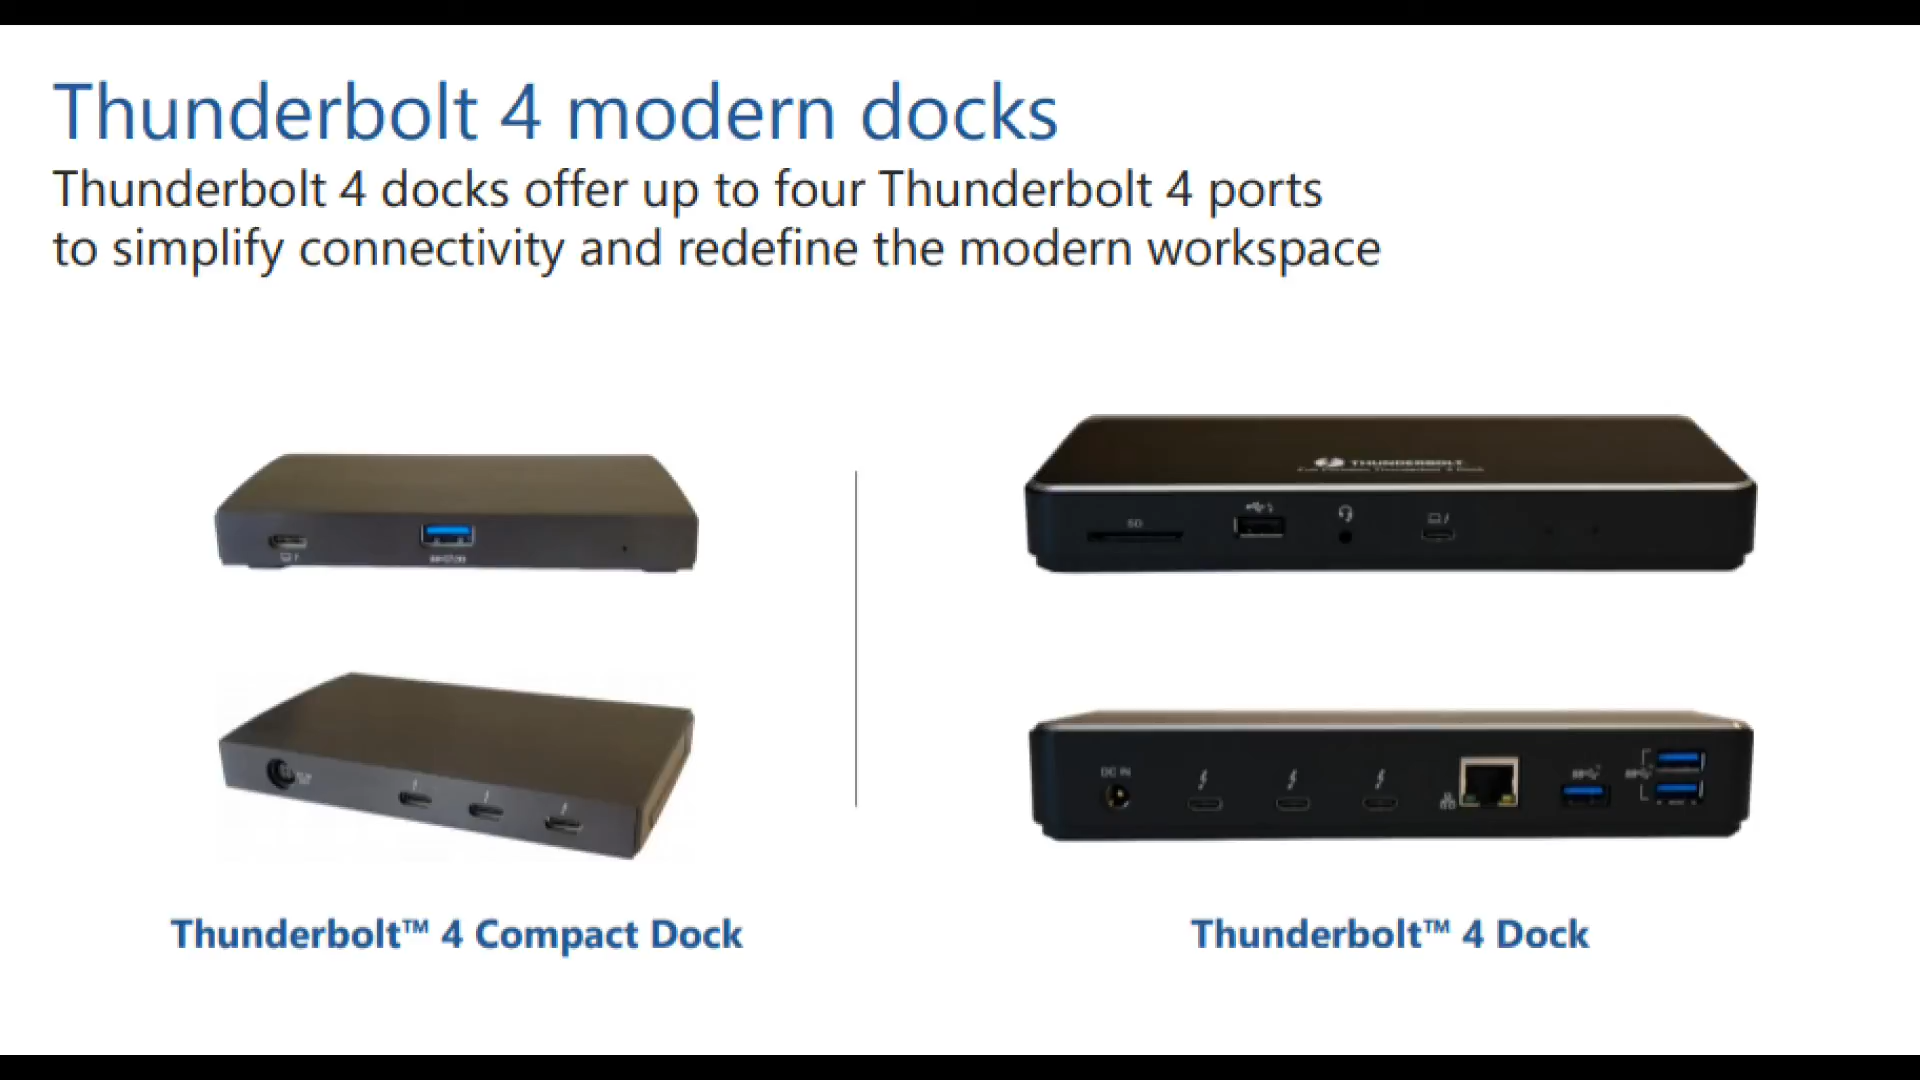 Thunderbolt 4 modern docks
Thunderbolt 4 docks offer up to four Thunderbolt 4 ports
to simplify connectivity and redefine the modern workspace
THUNDERBOLT
SD
DC IN
Thunderbolt™ 4 Compact Dock
Thunderbolt™ 4 Dock